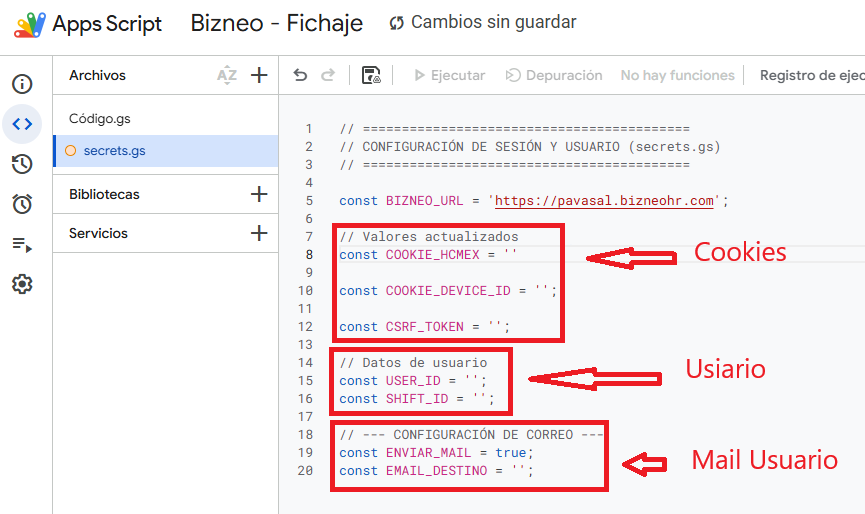 Apps Script Bizneo - Fichaje Cambios sin guardar
Archivos AZ Ejecutar Depuración No hay funciones Registro de ejec
Código.gs
secrets.gs
Bibliotecas
Servicios
1 // ==========================================
2 // CONFIGURACIÓN DE SESIÓN Y USUARIO (secrets.gs)
3 // ==========================================
4
5 const BIZNEO_URL = 'https://pavasal.bizneohr.com';
6
7 // Valores actualizados
8 const COOKIE_HCMEX = ''
9
10 const COOKIE_DEVICE_ID = '';
11
12 const CSRF_TOKEN = '';
13
14 // Datos de usuario
15 const USER_ID = '';
16 const SHIFT_ID = '';
17
18 // --- CONFIGURACIÓN DE CORREO ---
19 const ENVIAR_MAIL = true;
20 const EMAIL_DESTINO = '';
Cookies
Usiario
Mail Usuario